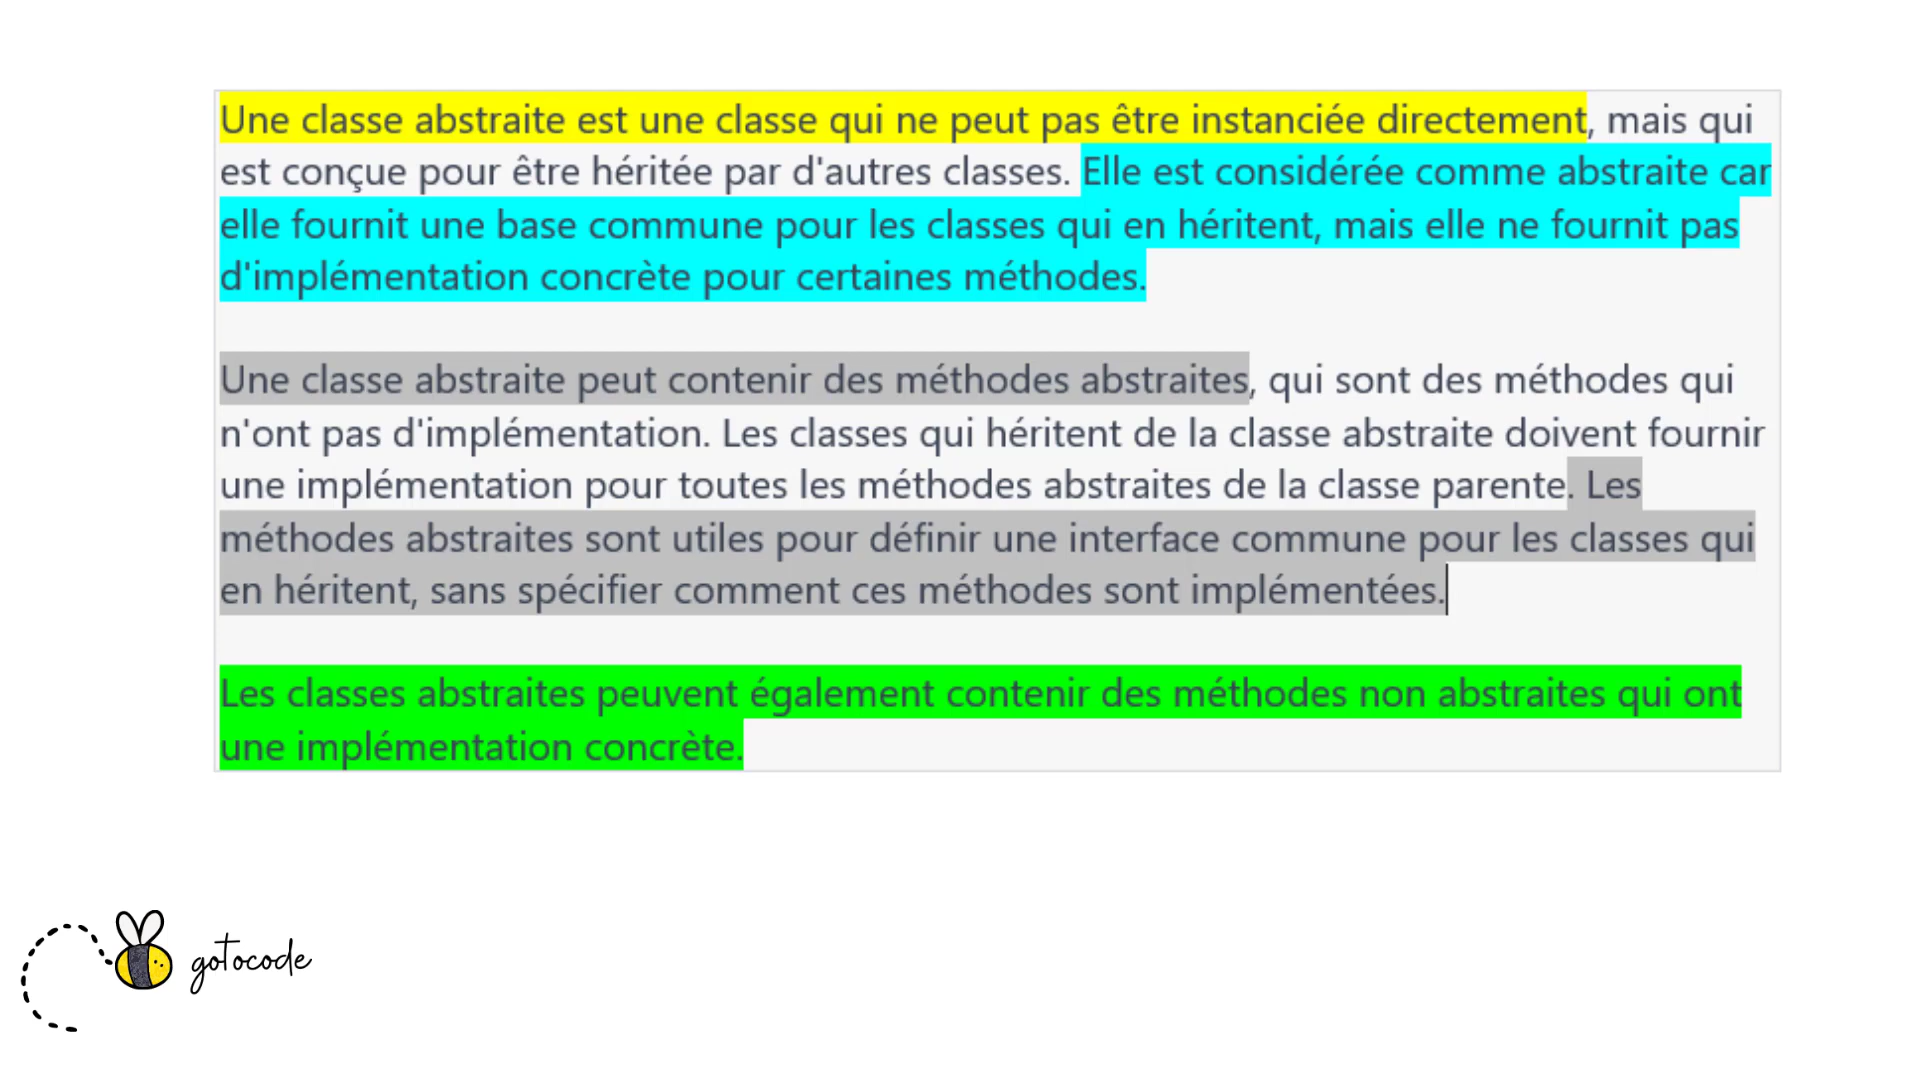 Une classe abstraite est une classe qui ne peut pas être instanciée directement, mais qui
est conçue pour être héritée par d'autres classes. Elle est considérée comme abstraite car
elle fournit une base commune pour les classes qui en héritent, mais elle ne fournit pas
d'implémentation concrète pour certaines méthodes.
Une classe abstraite peut contenir des méthodes abstraites, qui sont des méthodes qui
n'ont pas d'implémentation. Les classes qui héritent de la classe abstraite doivent fournir
une implémentation pour toutes les méthodes abstraites de la classe parente. Les
méthodes abstraites sont utiles pour définir une interface commune pour les classes qui
en héritent, sans spécifier comment ces méthodes sont implémentées.
Les classes abstraites peuvent également contenir des méthodes non abstraites qui ont
une implémentation concrète.
gotocode